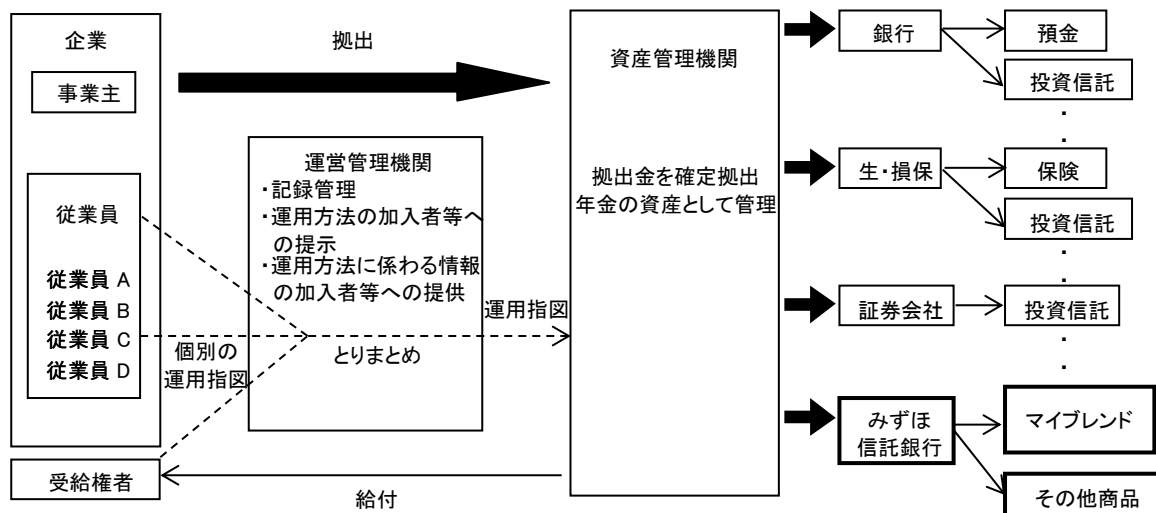 企業
事業主
拠出
従業員
従業員 A
従業員 B
従業員 C
従業員 D
個別の
運用指図
受給権者
運営管理機関
・記録管理
・運用方法の加入者等へ
の提示
・運用方法に係わる情報
の加入者等への提供
とりまとめ
運用指図
給付
資産管理機関
拠出金を確定拠出
年金の資産として管理
銀行
預金
投資信託
・
・
生・損保
保険
投資信託
・
・
証券会社
投資信託
・
・
みずほ
信託銀行
マイブレンド
その他商品